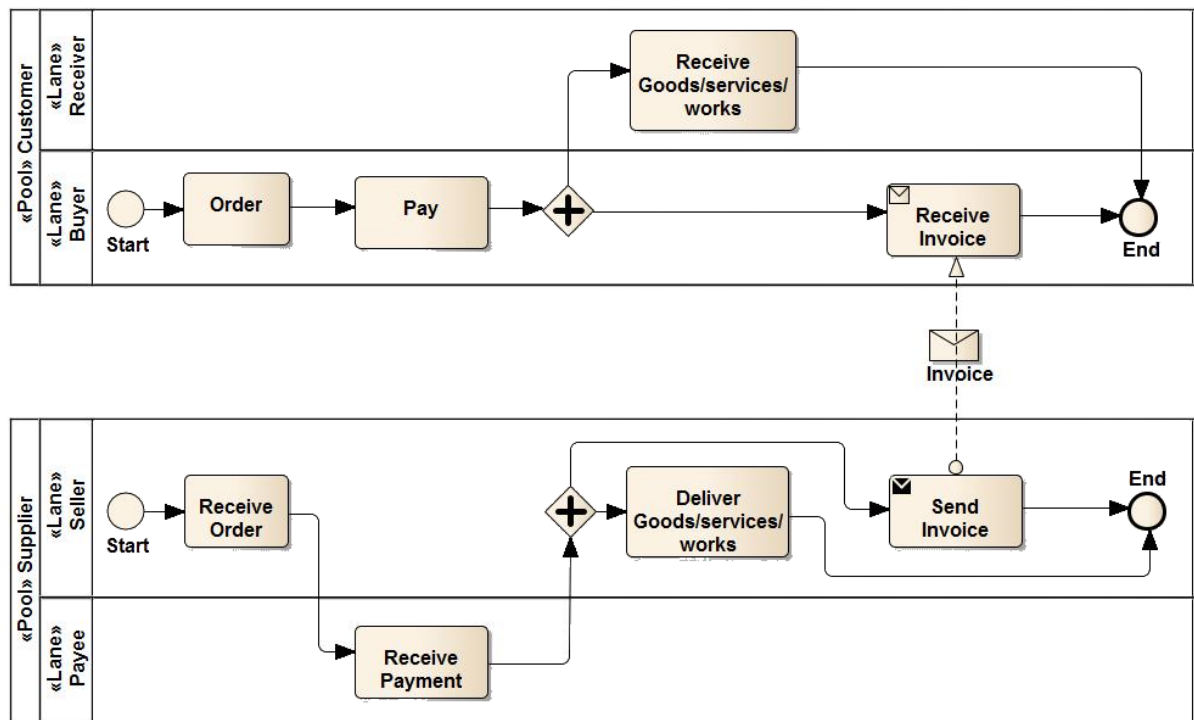 «Pool» Customer
«Lane»
Receiver
Receive
Goods/services/
works
«Lane»
Buyer
Start
Order
Pay
Receive
Invoice
End
Invoice
«Pool» Supplier
«Lane»
Seller
Start
Receive
Order
Deliver
Goods/services/
works
Send
Invoice
End
«Lane»
Payee
Receive
Payment